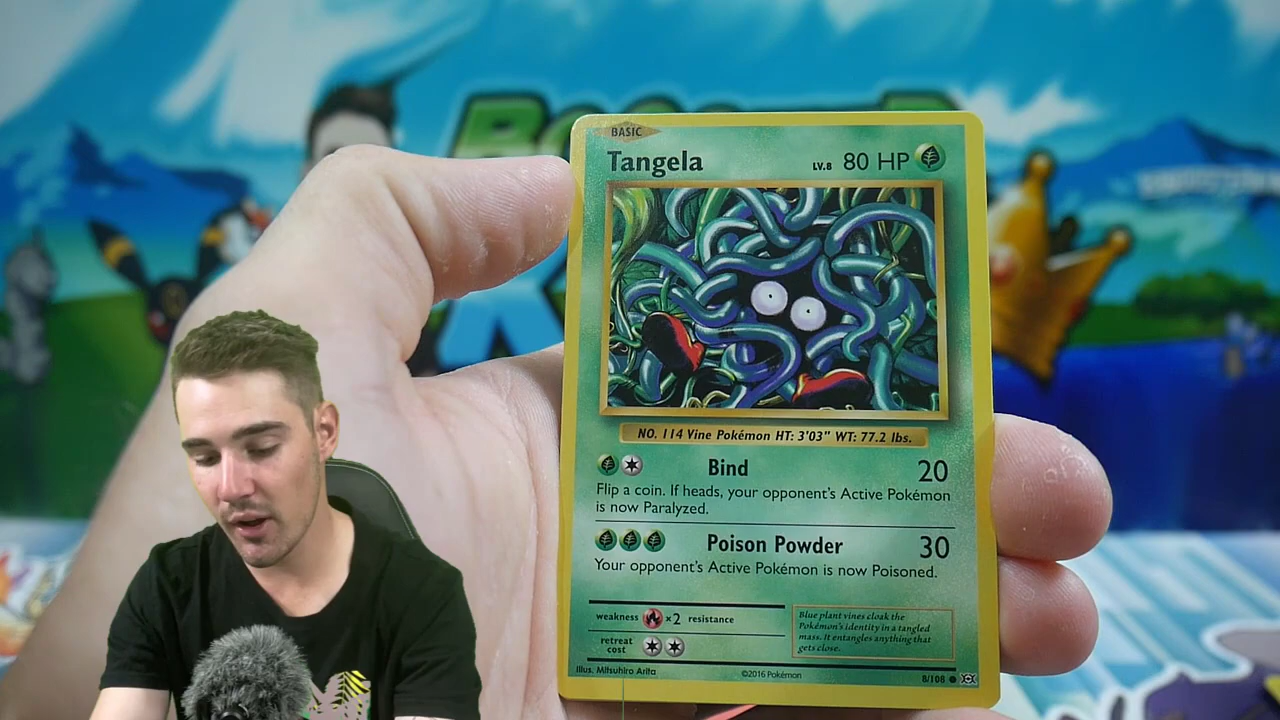 BASIC
Tangela LV.8 80 HP
NO. 114 Vine Pokémon HT: 3'03" WT: 77.2 lbs.
Bind 20
Flip a coin. If heads, your opponent's Active Pokémon
is now Paralyzed.
Poison Powder 30
Your opponent's Active Pokémon is now Poisoned.
weakness ×2 resistance
retreat
cost
Blue plant vines cloak the
Pokémon's identity in a tangled
mass. It entangles anything that
gets close.
Illus. Mitsuhiro Arita ©2016 Pokémon 8/108